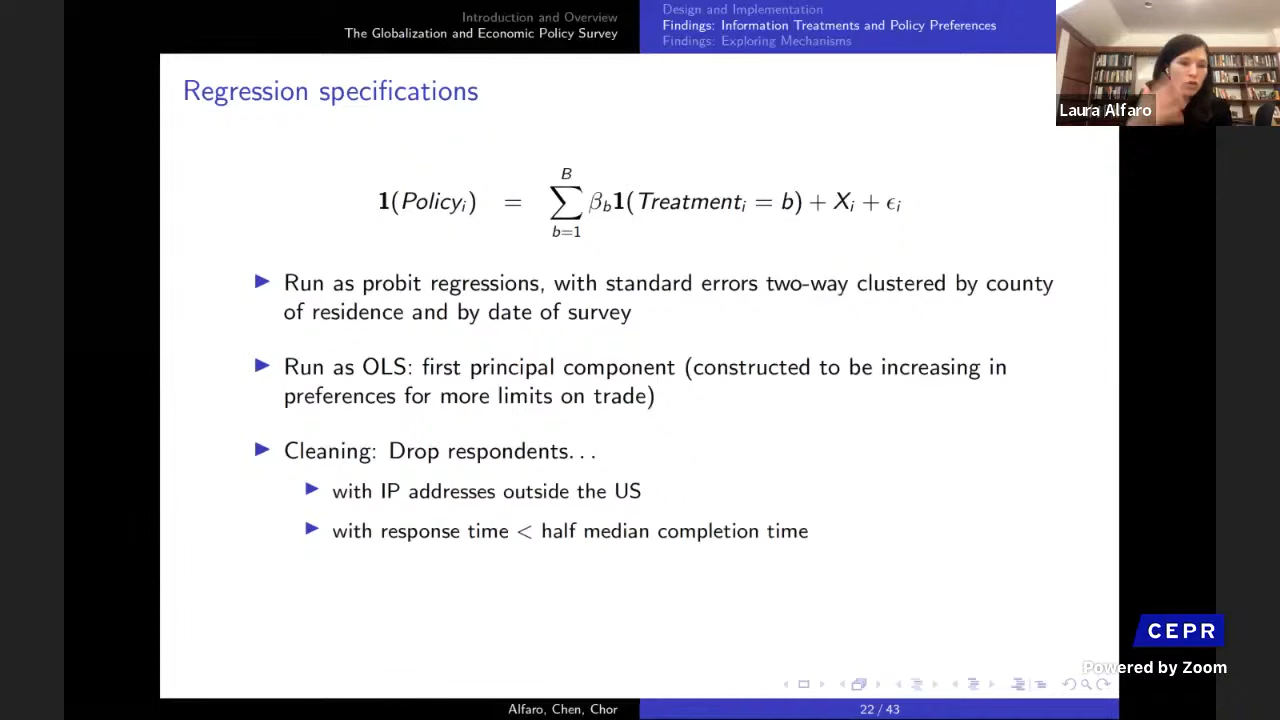 Introduction and Overview
The Globalization and Economic Policy Survey
Design and Implementation
Findings: Information Treatments and Policy Preferences
Findings: Exploring Mechanisms
Laura Alfaro
Regression specifications
1(Policy_i) = ∑_{b=1}^{B} β_b 1(Treatment_i = b) + X_i + ϵ_i
▶ Run as probit regressions, with standard errors two-way clustered by county
of residence and by date of survey
▶ Run as OLS: first principal component (constructed to be increasing in
preferences for more limits on trade)
▶ Cleaning: Drop respondents...
▶ with IP addresses outside the US
▶ with response time < half median completion time
CEPR
Powered by Zoom
Alfaro, Chen, Chor
22 / 43